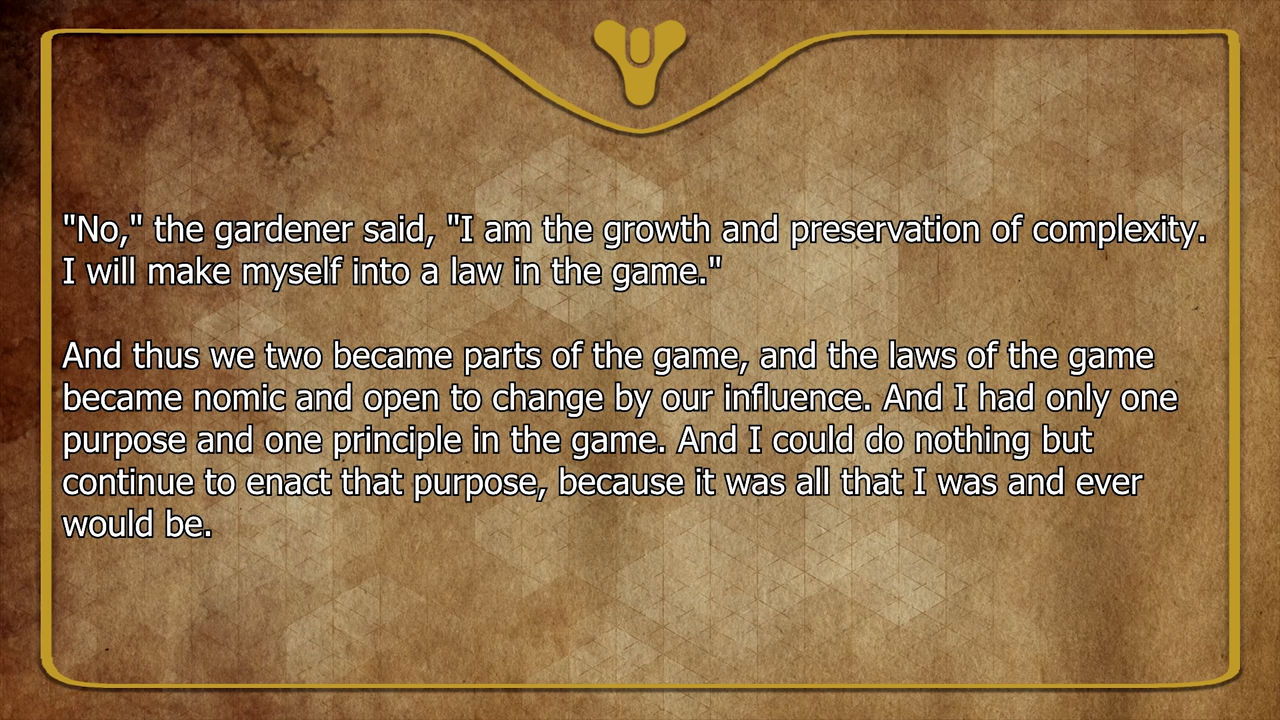 "No," the gardener said, "I am the growth and preservation of complexity.
I will make myself into a law in the game."
And thus we two became parts of the game, and the laws of the game
became nomic and open to change by our influence. And I had only one
purpose and one principle in the game. And I could do nothing but
continue to enact that purpose, because it was all that I was and ever
would be.